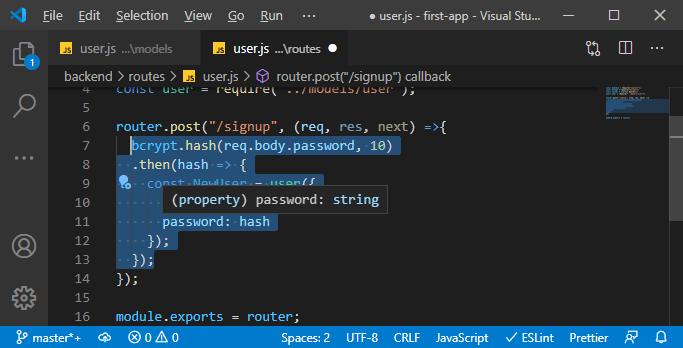 File Edit Selection View Go Run ··· ● user.js - first-app - Visual Stu...
JS user.js ...\models JS user.js ...\routes ●
backend > routes > JS user.js > router.post("/signup") callback
4 const user = require("../models/user");
5
6 router.post("/signup", (req, res, next) =>{
7 bcrypt.hash(req.body.password, 10)
8 .then(hash => {
9 const NewUser = user({
(property) password: string
10
11 password: hash
12 });
13 });
14 });
15
16 module.exports = router;
1
master*+ 0 0 Spaces: 2 UTF-8 CRLF JavaScript ✓ ESLint Prettier